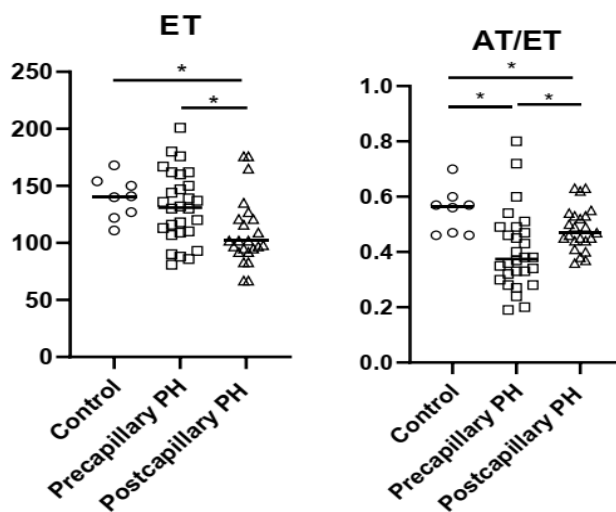 ET
*
*
250
200
150
100
50
0
Control
Precapillary PH
Postcapillary PH
AT/ET
*
*
*
1.0
0.8
0.6
0.4
0.2
0.0
Control
Precapillary PH
Postcapillary PH